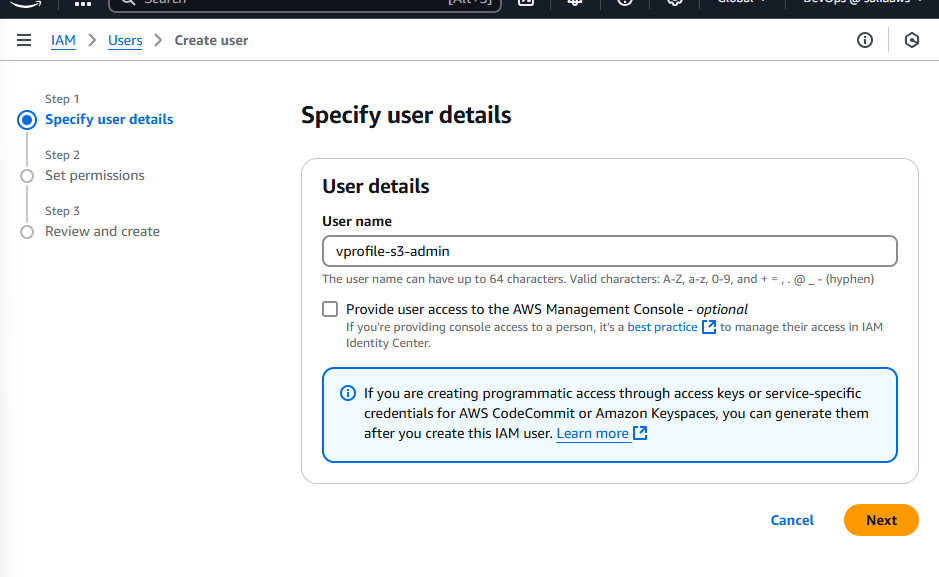 Search [Alt+S] Global
IAM > Users > Create user
Step 1
Specify user details
Step 2
Set permissions
Step 3
Review and create
Specify user details
User details
User name
vprofile-s3-admin
The user name can have up to 64 characters. Valid characters: A-Z, a-z, 0-9, and + = , . @ _ - (hyphen)
Provide user access to the AWS Management Console - optional
If you're providing console access to a person, it's a best practice to manage their access in IAM
Identity Center.
If you are creating programmatic access through access keys or service-specific
credentials for AWS CodeCommit or Amazon Keyspaces, you can generate them
after you create this IAM user. Learn more
Cancel
Next